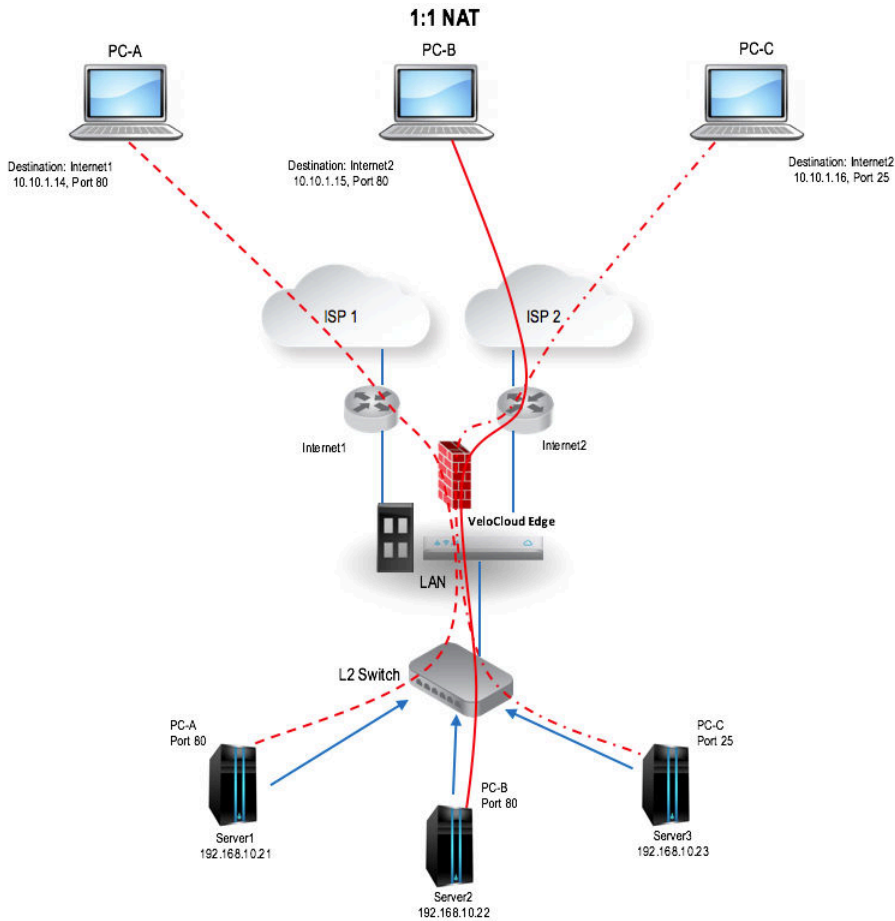 1:1 NAT
PC-A
PC-B
PC-C
Destination: Internet1
10.10.1.14, Port 80
Destination: Internet2
10.10.1.15, Port 80
Destination: Internet2
10.10.1.16, Port 25
ISP 1
ISP 2
Internet1
Internet2
VeloCloud Edge
LAN
L2 Switch
PC-A
Port 80
PC-C
Port 25
PC-B
Port 80
Server1
192.168.10.21
Server3
192.168.10.23
Server2
192.168.10.22